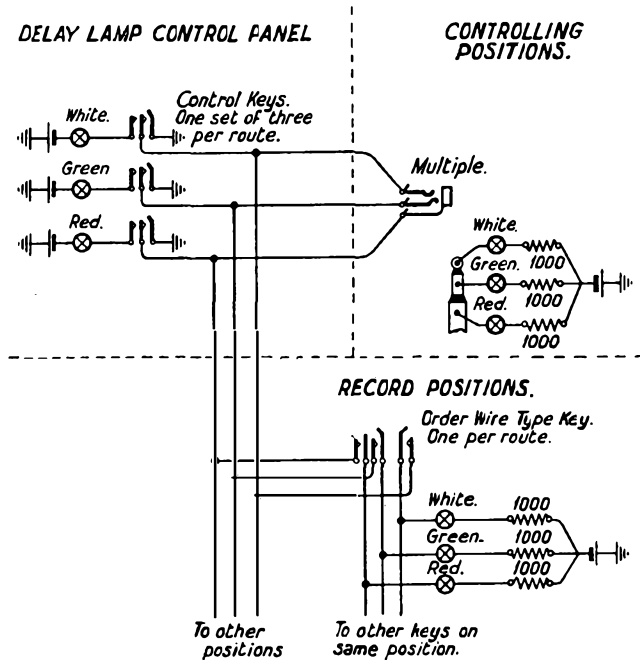 DELAY LAMP CONTROL PANEL
CONTROLLING
POSITIONS.
White.
Control Keys.
One set of three
per route.
Green
Red.
Multiple.
White.
1000
Green.
1000
Red.
1000
RECORD POSITIONS.
Order Wire Type Key.
One per route.
White.
1000
Green.
1000
Red.
1000
To other
positions
To other keys on
same position.